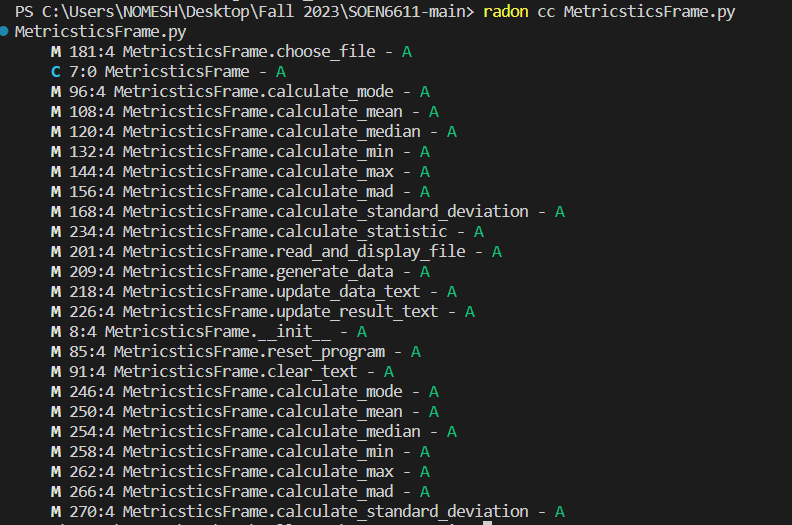 PS C:\Users\NOMESH\Desktop\Fall 2023\SOEN6611-main> radon cc MetricsticsFrame.py
MetricsticsFrame.py
M 181:4 MetricsticsFrame.choose_file - A
C 7:0 MetricsticsFrame - A
M 96:4 MetricsticsFrame.calculate_mode - A
M 108:4 MetricsticsFrame.calculate_mean - A
M 120:4 MetricsticsFrame.calculate_median - A
M 132:4 MetricsticsFrame.calculate_min - A
M 144:4 MetricsticsFrame.calculate_max - A
M 156:4 MetricsticsFrame.calculate_mad - A
M 168:4 MetricsticsFrame.calculate_standard_deviation - A
M 234:4 MetricsticsFrame.calculate_statistic - A
M 201:4 MetricsticsFrame.read_and_display_file - A
M 209:4 MetricsticsFrame.generate_data - A
M 218:4 MetricsticsFrame.update_data_text - A
M 226:4 MetricsticsFrame.update_result_text - A
M 8:4 MetricsticsFrame.__init__ - A
M 85:4 MetricsticsFrame.reset_program - A
M 91:4 MetricsticsFrame.clear_text - A
M 246:4 MetricsticsFrame.calculate_mode - A
M 250:4 MetricsticsFrame.calculate_mean - A
M 254:4 MetricsticsFrame.calculate_median - A
M 258:4 MetricsticsFrame.calculate_min - A
M 262:4 MetricsticsFrame.calculate_max - A
M 266:4 MetricsticsFrame.calculate_mad - A
M 270:4 MetricsticsFrame.calculate_standard_deviation - A